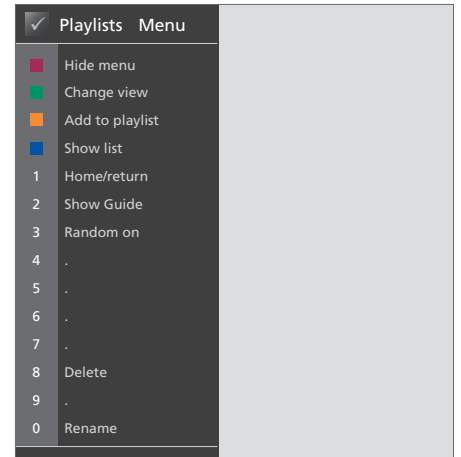 Playlists Menu
Hide menu
Change view
Add to playlist
Show list
1 Home/return
2 Show Guide
3 Random on
4 .
5 .
6 .
7 .
8 Delete
9 .
0 Rename